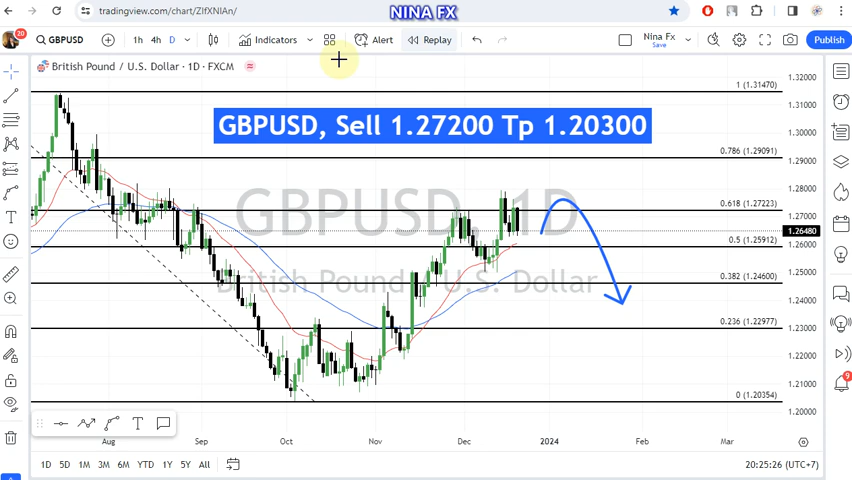 NINA FX
tradingview.com/chart/ZIfXNIAn/
20
GBPUSD
1h 4h D
Indicators
Alert
Replay
Nina Fx
Save
Publish
British Pound / U.S. Dollar · 1D · FXCM
GBPUSD, Sell 1.27200 Tp 1.20300
GBPUSD, 1D
British Pound / U.S. Dollar
1 (1.31470)
0.786 (1.29091)
0.618 (1.27223)
0.5 (1.25912)
0.382 (1.24600)
0.236 (1.22977)
0 (1.20354)
1.32000
1.31000
1.30000
1.29000
1.28000
1.27000
1.26480
1.26000
1.25000
1.24000
1.23000
1.22000
1.21000
1.20000
9
Aug Sep Oct Nov Dec 2024 Feb Mar
1D 5D 1M 3M 6M YTD 1Y 5Y All
20:25:26 (UTC+7)